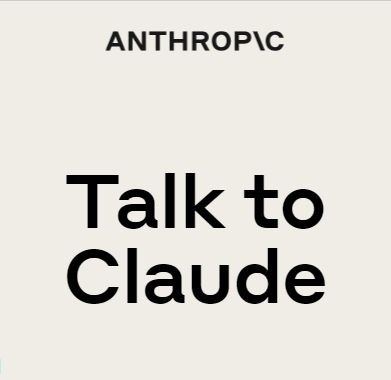 ANTHROP\C
Talk to
Claude